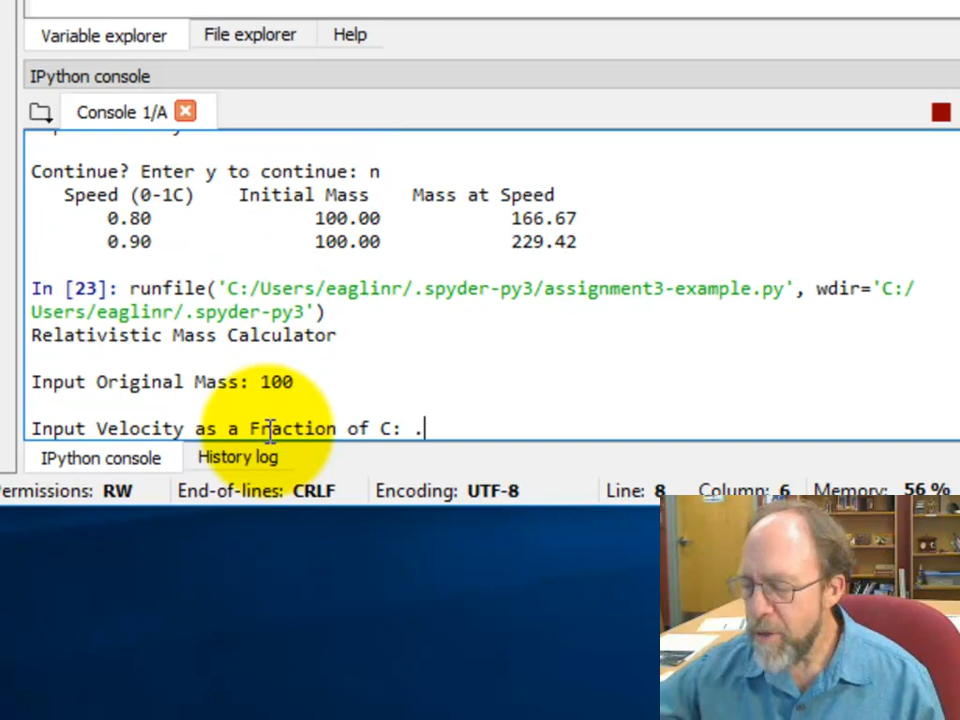 Variable explorer File explorer Help
IPython console
Console 1/A
Continue? Enter y to continue: n
Speed (0-1C) Initial Mass Mass at Speed
0.80 100.00 166.67
0.90 100.00 229.42
In [23]: runfile('C:/Users/eaglinr/.spyder-py3/assignment3-example.py', wdir='C:/
Users/eaglinr/.spyder-py3')
Relativistic Mass Calculator
Input Original Mass: 100
Input Velocity as a Fraction of C: .
IPython console History log
ermissions: RW End-of-lines: CRLF Encoding: UTF-8 Line: 8 Column: 6 Memory: 56 %